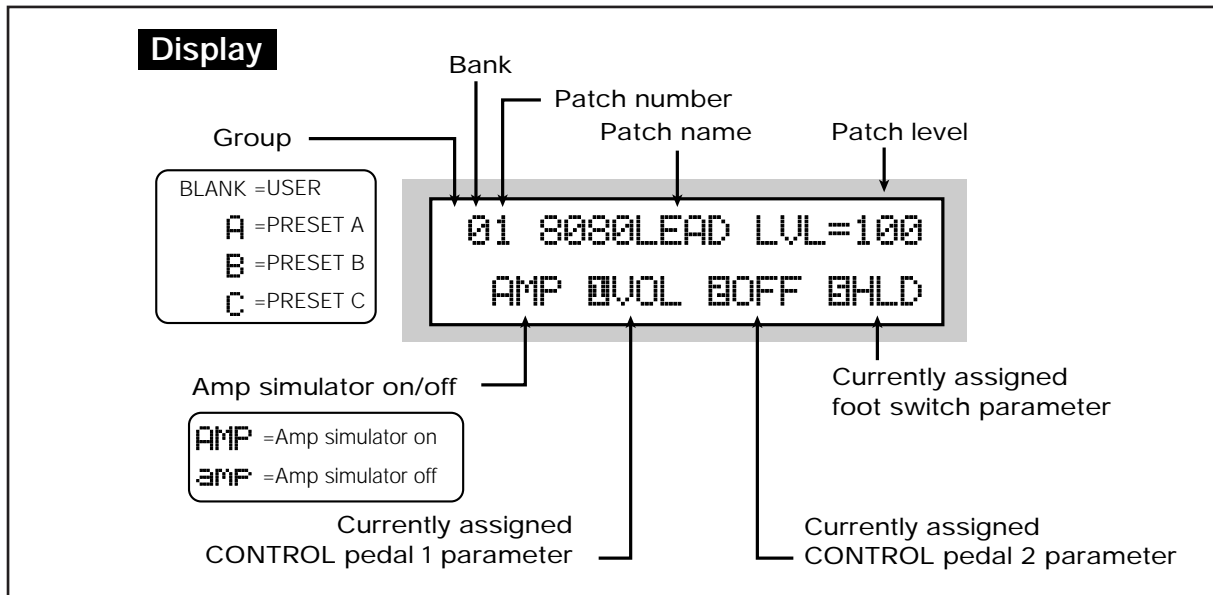 Display
Bank
Patch number
Group
Patch name
Patch level
BLANK =USER
A =PRESET A
B =PRESET B
C =PRESET C
01 8080LEAD LVL=100
AMP 1VOL 2OFF SHLD
Amp simulator on/off
AMP =Amp simulator on
amp =Amp simulator off
Currently assigned
foot switch parameter
Currently assigned
CONTROL pedal 1 parameter
Currently assigned
CONTROL pedal 2 parameter